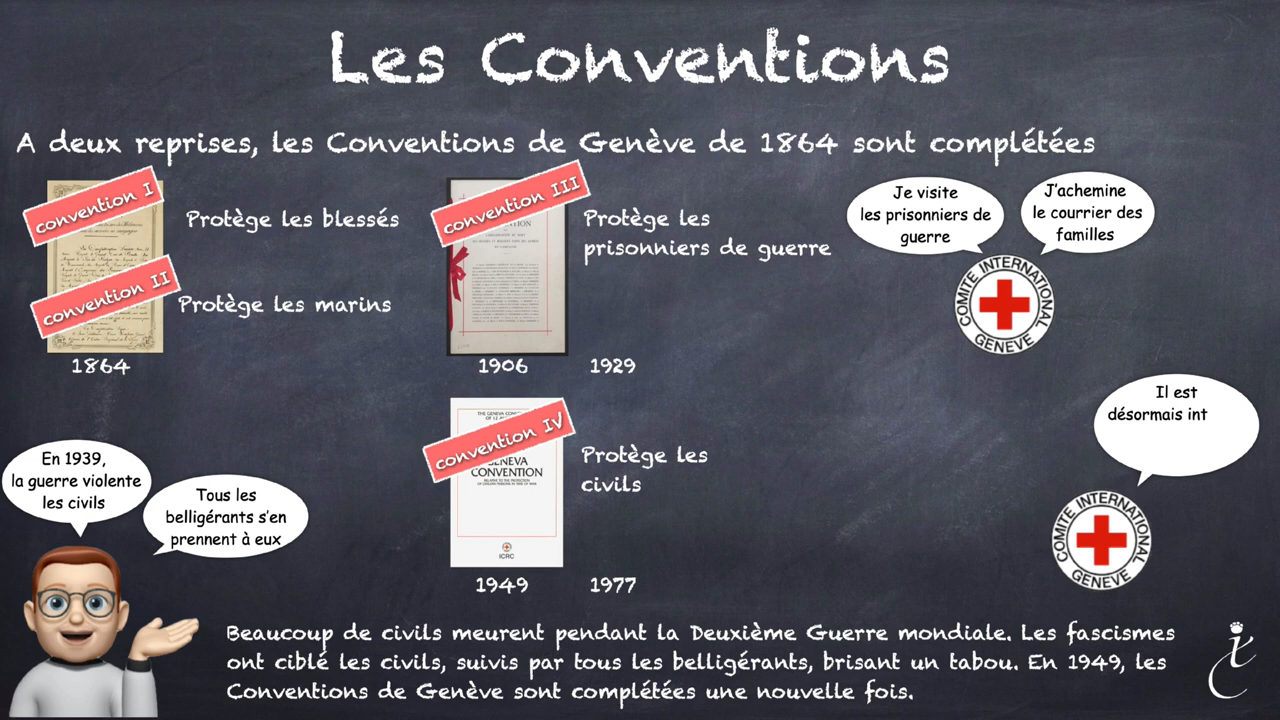 Les Conventions
A deux reprises, les Conventions de Genève de 1864 sont complétées
convention I
Protège les blessés
convention II
Protège les marins
1864
convention III
Protège les
prisonniers de guerre
1906
1929
Je visite
les prisonniers de
guerre
J'achemine
le courrier des
familles
COMITE INTERNATIONAL
GENEVE
convention IV
GENEVA
CONVENTION
ICRC
Protège les
civils
1949
1977
Il est
désormais int
COMITE INTERNATIONAL
GENEVE
En 1939,
la guerre violente
les civils
Tous les
belligérants s'en
prennent à eux
Beaucoup de civils meurent pendant la Deuxième Guerre mondiale. Les fascismes
ont ciblé les civils, suivis par tous les belligérants, brisant un tabou. En 1949, les
Conventions de Genève sont complétées une nouvelle fois.